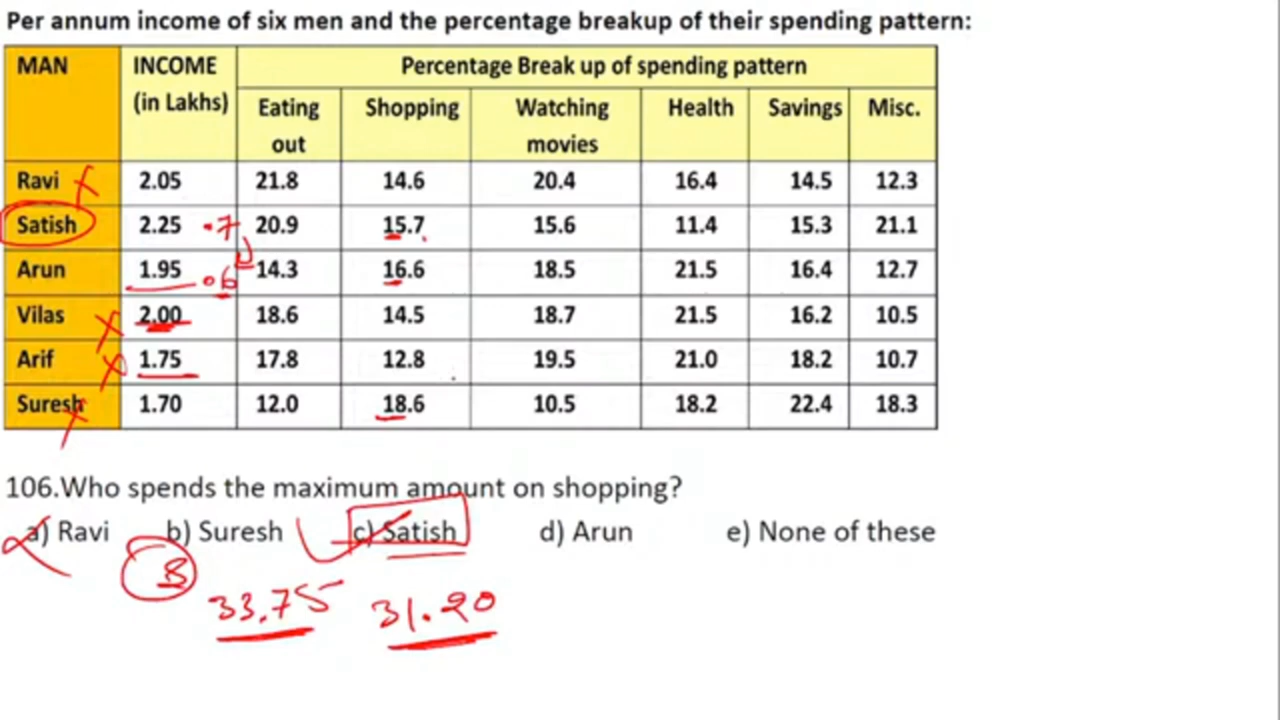 Per annum income of six men and the percentage breakup of their spending pattern:
MAN INCOME (in Lakhs) Percentage Break up of spending pattern
Eating out Shopping Watching movies Health Savings Misc.
Ravi x 2.05 21.8 14.6 20.4 16.4 14.5 12.3
Satish 2.25 .7 20.9 15.7 15.6 11.4 15.3 21.1
Arun 1.95 .6 14.3 16.6 18.5 21.5 16.4 12.7
Vilas x 2.00 18.6 14.5 18.7 21.5 16.2 10.5
Arif x 1.75 17.8 12.8 19.5 21.0 18.2 10.7
Suresh x 1.70 12.0 18.6 10.5 18.2 22.4 18.3
106.Who spends the maximum amount on shopping?
a) Ravi b) Suresh c) Satish d) Arun e) None of these
33.75 31.20